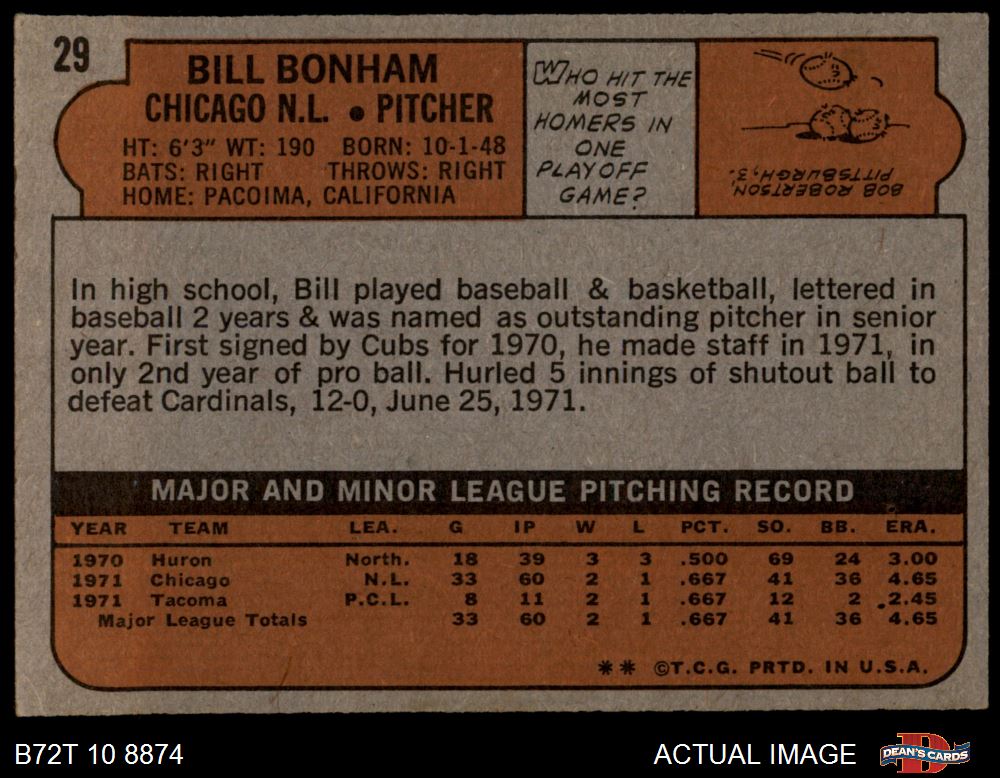 29
BILL BONHAM
CHICAGO N.L. • PITCHER
HT: 6'3" WT: 190 BORN: 10-1-48
BATS: RIGHT THROWS: RIGHT
HOME: PACOIMA, CALIFORNIA
WHO HIT THE
MOST
HOMERS IN
ONE
PLAYOFF
GAME?
BOB ROBERTSON,
PITTSBURGH, 3.
In high school, Bill played baseball & basketball, lettered in
baseball 2 years & was named as outstanding pitcher in senior
year. First signed by Cubs for 1970, he made staff in 1971, in
only 2nd year of pro ball. Hurled 5 innings of shutout ball to
defeat Cardinals, 12-0, June 25, 1971.
MAJOR AND MINOR LEAGUE PITCHING RECORD
YEAR TEAM LEA. G IP W L PCT. SO. BB. ERA.
1970 Huron North. 18 39 3 3 .500 69 24 3.00
1971 Chicago N.L. 33 60 2 1 .667 41 36 4.65
1971 Tacoma P.C.L. 8 11 2 1 .667 12 2 2.45
Major League Totals 33 60 2 1 .667 41 36 4.65
** ©T.C.G. PRTD. IN U.S.A.
B72T 10 8874
ACTUAL IMAGE
DEAN'S CARDS